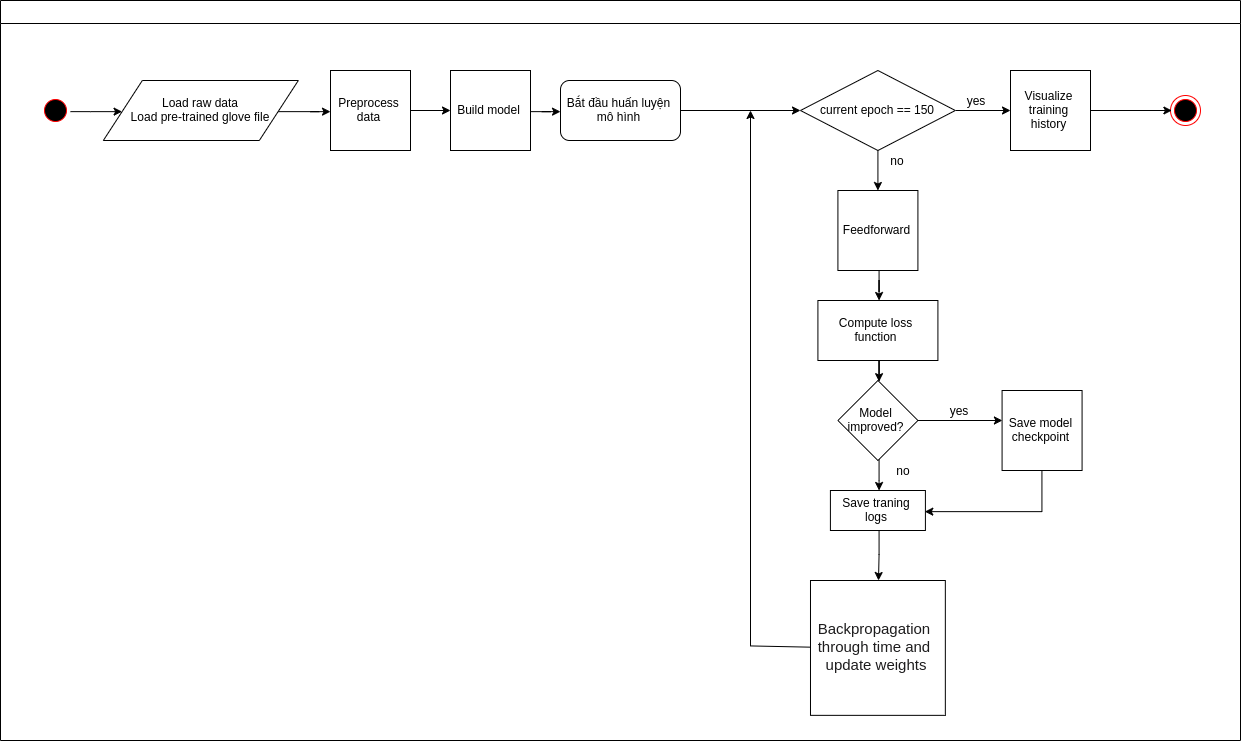 Load raw data
Load pre-trained glove file
Preprocess
data
Build model
Bắt đầu huấn luyện
mô hình
current epoch == 150
yes
Visualize
training
history
no
Feedforward
Compute loss
function
Model
improved?
yes
Save model
checkpoint
no
Save traning
logs
Backpropagation
through time and
update weights